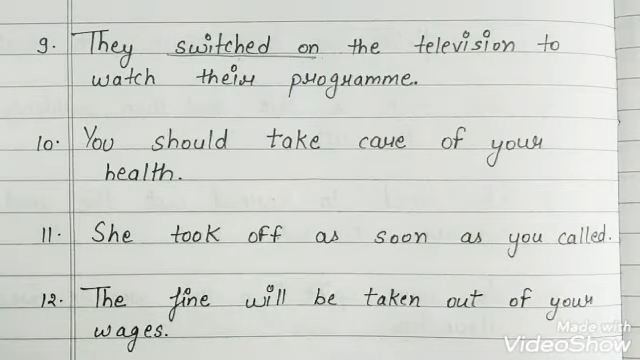 9. They switched on the television to
watch their programme.
10. You should take care of your
health.
11. She took off as soon as you called.
12. The fine will be taken out of your
wages.
Made with
VideoShow